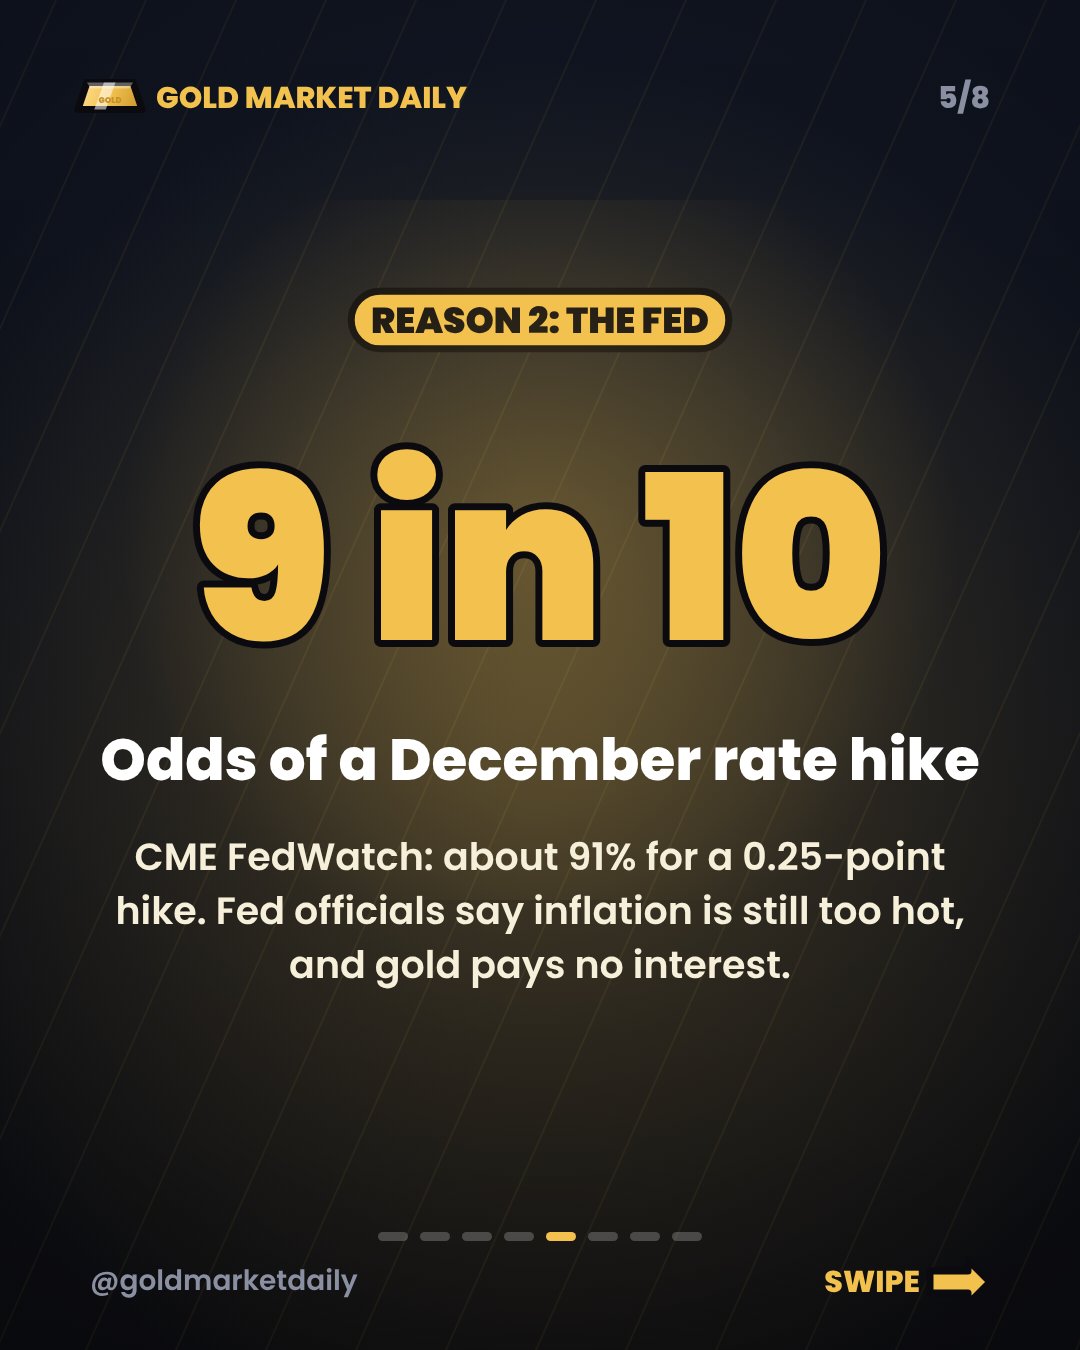 GOLD
GOLD MARKET DAILY
5/8
REASON 2: THE FED
9 in 10
Odds of a December rate hike
CME FedWatch: about 91% for a 0.25-point
hike. Fed officials say inflation is still too hot,
and gold pays no interest.
@goldmarketdaily
SWIPE